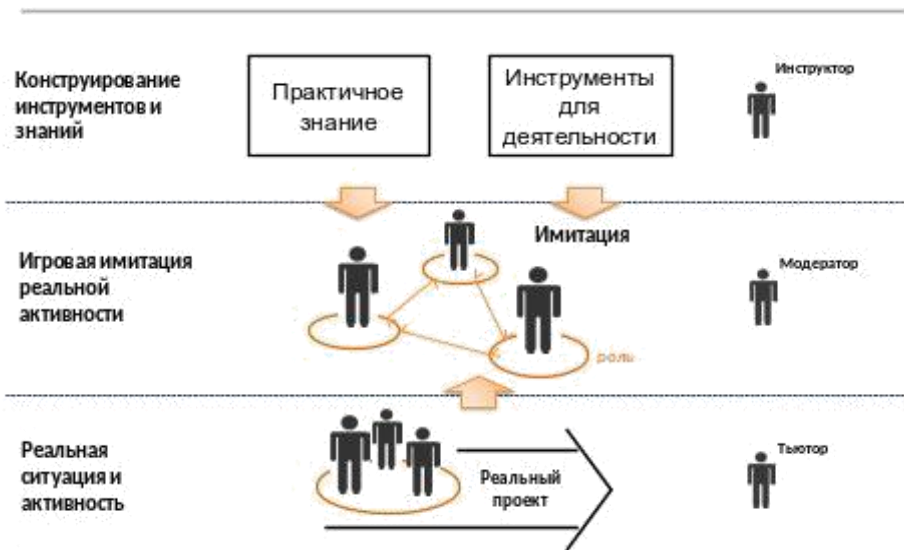 Конструирование
инструментов и
знаний
Практичное
знание
Инструменты
для
деятельности
Инструктор
Игровая имитация
реальной
активности
Имитация
роль
Модератор
Реальная
ситуация и
активность
Реальный
проект
Тьютор